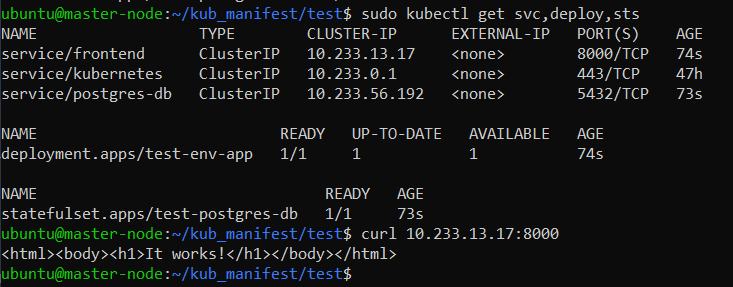 ubuntu@master-node:~/kub_manifest/test$ sudo kubectl get svc,deploy,sts
NAME                 TYPE        CLUSTER-IP      EXTERNAL-IP   PORT(S)    AGE
service/frontend     ClusterIP   10.233.13.17    <none>        8000/TCP   74s
service/kubernetes   ClusterIP   10.233.0.1      <none>        443/TCP    47h
service/postgres-db  ClusterIP   10.233.56.192   <none>        5432/TCP   73s
NAME                           READY   UP-TO-DATE   AVAILABLE   AGE
deployment.apps/test-env-app   1/1     1            1           74s
NAME                                READY   AGE
statefulset.apps/test-postgres-db   1/1     73s
ubuntu@master-node:~/kub_manifest/test$ curl 10.233.13.17:8000
<html><body><h1>It works!</h1></body></html>
ubuntu@master-node:~/kub_manifest/test$